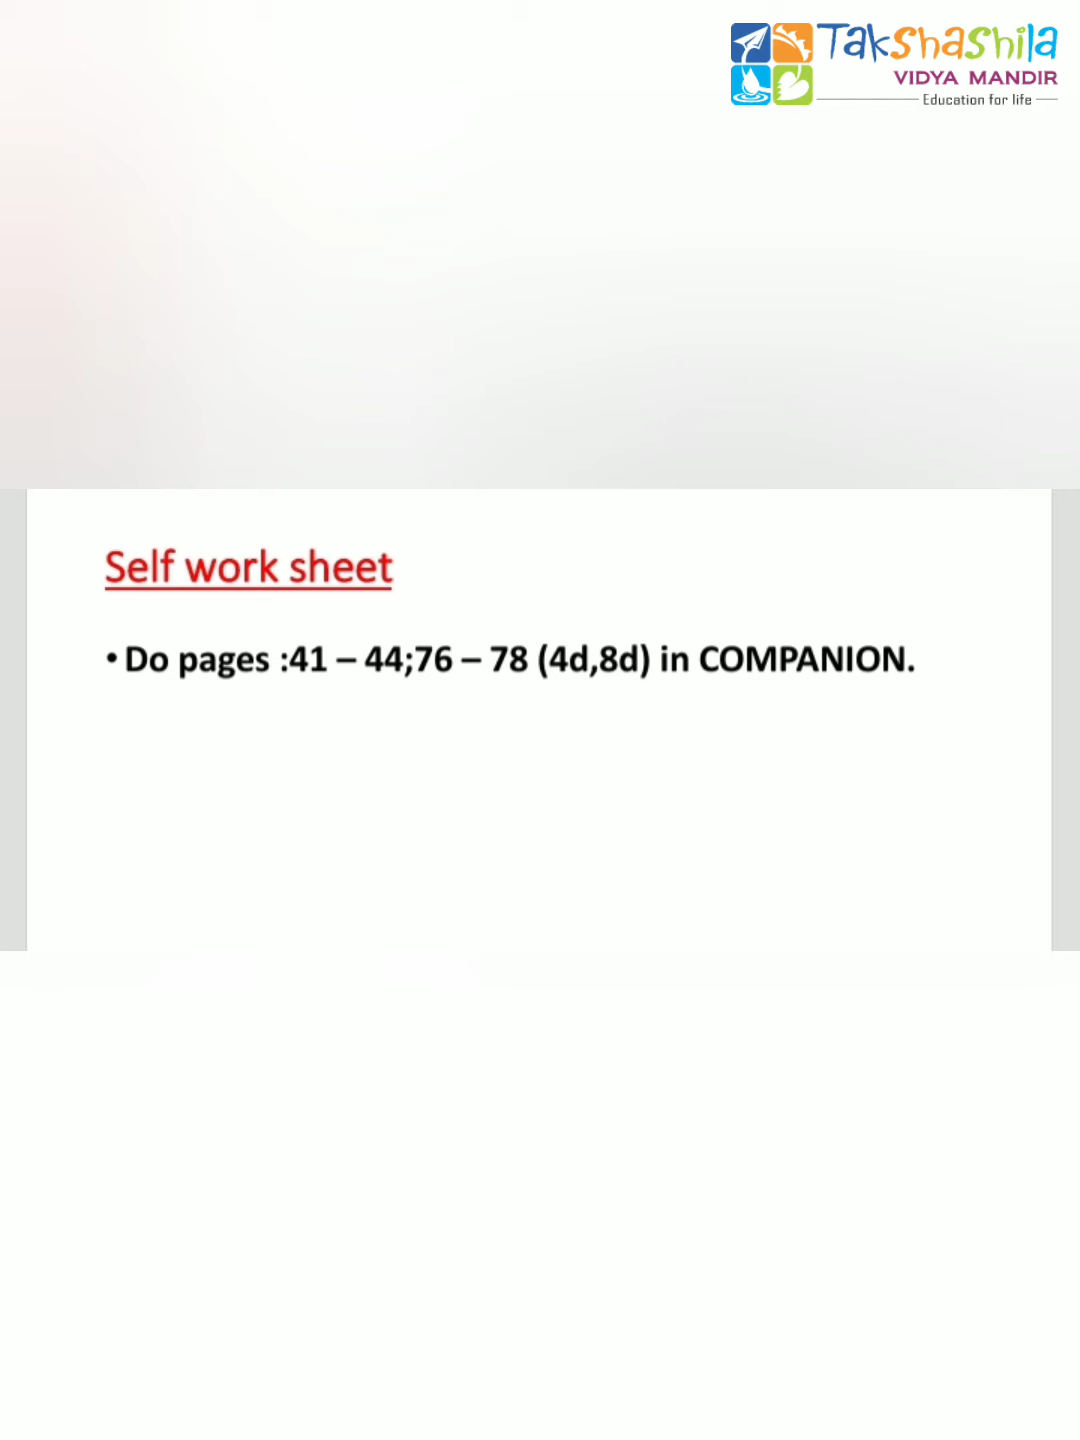 Takshashila
VIDYA MANDIR
Education for life
Self work sheet
• Do pages :41 – 44;76 – 78 (4d,8d) in COMPANION.